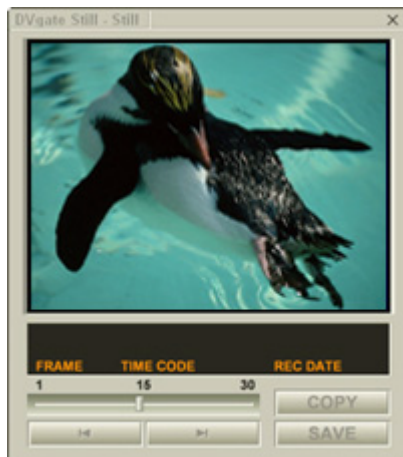 DVgate Still - Still
FRAME TIME CODE REC DATE
1 15 30
COPY
SAVE